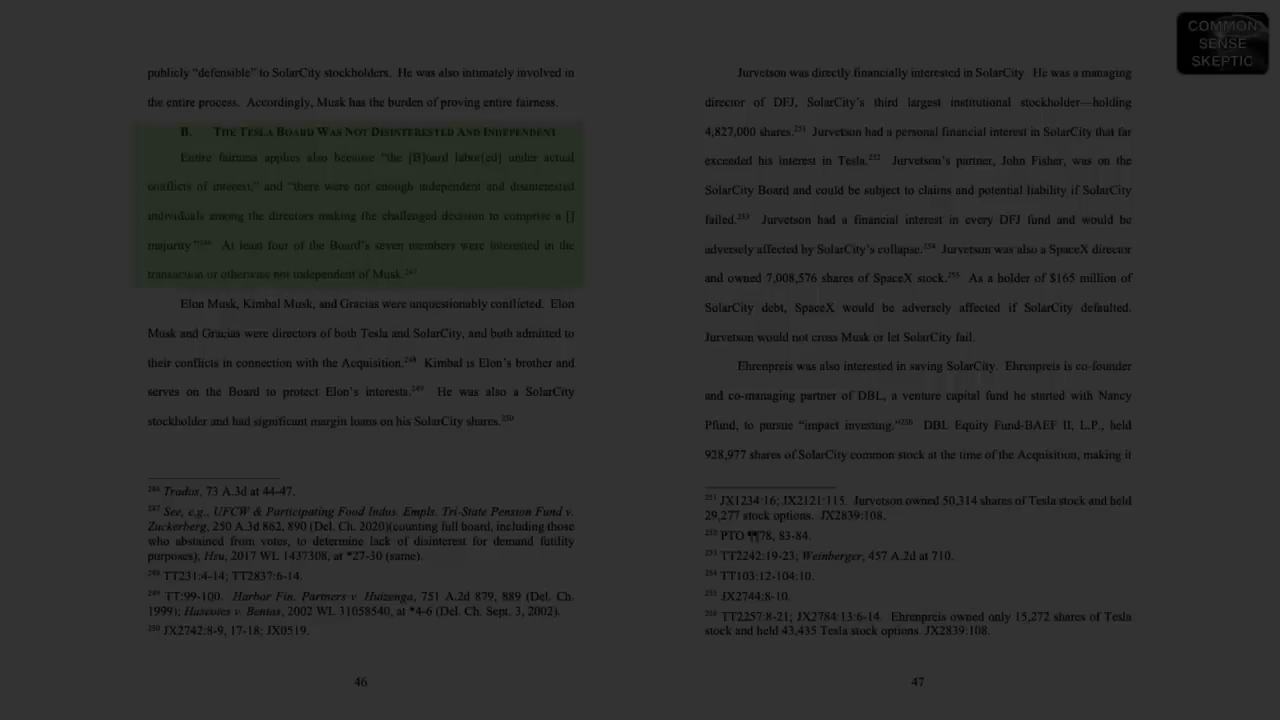 COMMON
SENSE
SKEPTIC
publicly “defensible” to SolarCity stockholders. He was also intimately involved in
the entire process. Accordingly, Musk has the burden of proving entire fairness.
B. THE TESLA BOARD WAS NOT DISINTERESTED AND INDEPENDENT
Entire fairness applies also because “the [B]oard labor[ed] under actual
conflicts of interest,” and “there were not enough independent and disinterested
individuals among the directors making the challenged decision to comprise a []
majority.”246 At least four of the Board’s seven members were interested in the
transaction or otherwise not independent of Musk.247
Elon Musk, Kimbal Musk, and Gracias were unquestionably conflicted. Elon
Musk and Gracias were directors of both Tesla and SolarCity, and both admitted to
their conflicts in connection with the Acquisition.248 Kimbal is Elon’s brother and
serves on the Board to protect Elon’s interests.249 He was also a SolarCity
stockholder and had significant margin loans on his SolarCity shares.250
246 Trados, 73 A.3d at 44-47.
247 See, e.g., UFCW & Participating Food Indus. Empls. Tri-State Pension Fund v.
Zuckerberg, 250 A.3d 862, 890 (Del. Ch. 2020)(counting full board, including those
who abstained from votes, to determine lack of disinterest for demand futility
purposes), Hsu, 2017 WL 1437308, at *27-30 (same).
248 TT231:4-14; TT2837:6-14.
249 TT:99-100. Harbor Fin. Partners v. Huizenga, 751 A.2d 879, 889 (Del. Ch.
1999); Haseotes v. Bentas, 2002 WL 31058540, at *4-6 (Del. Ch. Sept. 3, 2002).
250 JX2742:8-9, 17-18; JX0519.
46
Jurvetson was directly financially interested in SolarCity. He was a managing
director of DFJ, SolarCity’s third largest institutional stockholder—holding
4,827,000 shares.251 Jurvetson had a personal financial interest in SolarCity that far
exceeded his interest in Tesla.252 Jurvetson’s partner, John Fisher, was on the
SolarCity Board and could be subject to claims and potential liability if SolarCity
failed.253 Jurvetson had a financial interest in every DFJ fund and would be
adversely affected by SolarCity’s collapse.254 Jurvetson was also a SpaceX director
and owned 7,008,576 shares of SpaceX stock.255 As a holder of $165 million of
SolarCity debt, SpaceX would be adversely affected if SolarCity defaulted.
Jurvetson would not cross Musk or let SolarCity fail.
Ehrenpreis was also interested in saving SolarCity. Ehrenpreis is co-founder
and co-managing partner of DBL, a venture capital fund he started with Nancy
Pfund, to pursue “impact investing.”256 DBL Equity Fund-BAEF II, L.P., held
928,977 shares of SolarCity common stock at the time of the Acquisition, making it
251 JX1234:16; JX2121:115. Jurvetson owned 50,314 shares of Tesla stock and held
29,277 stock options. JX2839:108.
252 PTO ¶¶78, 83-84.
253 TT2242:19-23; Weinberger, 457 A.2d at 710.
254 TT103:12-104:10.
255 JX2744:8-10.
256 TT2257:8-21; JX2784:13:6-14. Ehrenpreis owned only 15,272 shares of Tesla
stock and held 43,435 Tesla stock options. JX2839:108.
47